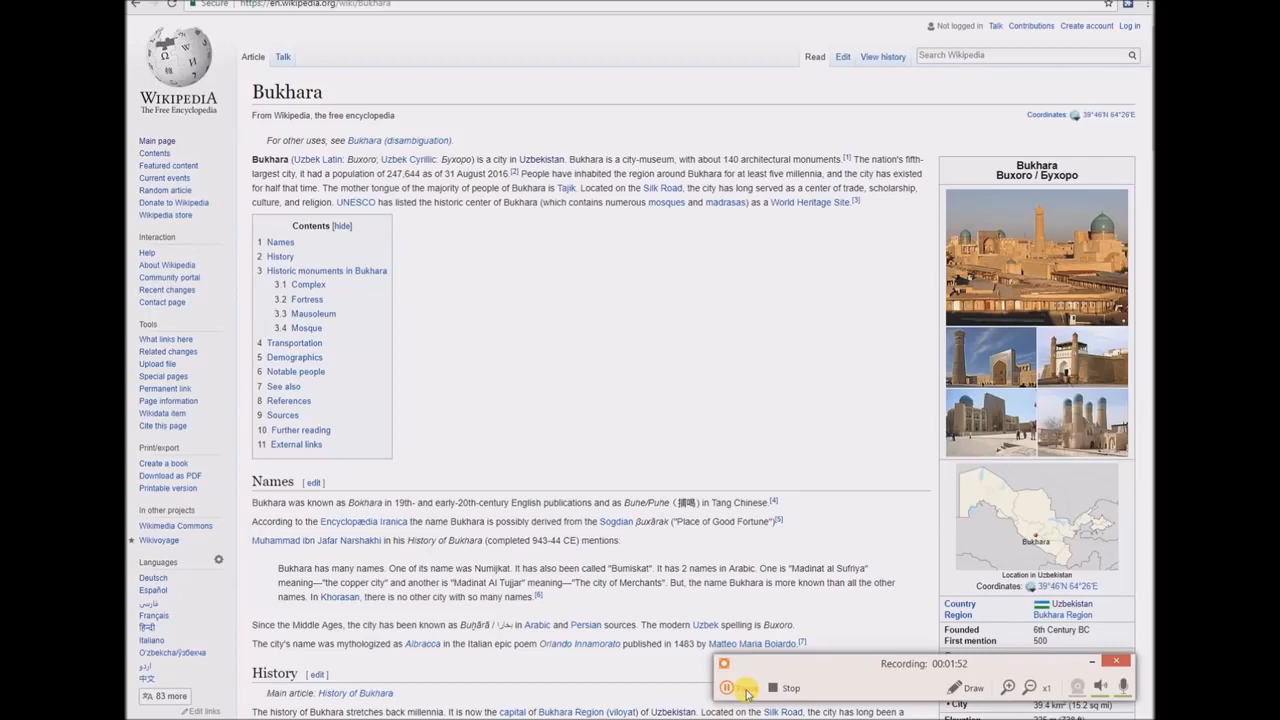 Secure
https://en.wikipedia.org/wiki/Bukhara
Not logged in Talk Contributions Create account Log in
Article Talk
Read Edit View history
Search Wikipedia
WIKIPEDIA
The Free Encyclopedia
Main page
Contents
Featured content
Current events
Random article
Donate to Wikipedia
Wikipedia store
Interaction
Help
About Wikipedia
Community portal
Recent changes
Contact page
Tools
What links here
Related changes
Upload file
Special pages
Permanent link
Page information
Wikidata item
Cite this page
Print/export
Create a book
Download as PDF
Printable version
In other projects
Wikimedia Commons
Wikivoyage
Languages
Deutsch
Español
فارسی
Français
हिन्दी
Italiano
Oʻzbekcha/ўзбекча
اردو
中文
83 more
Edit links
Bukhara
From Wikipedia, the free encyclopedia
Coordinates: 39°46′N 64°26′E
For other uses, see Bukhara (disambiguation).
Bukhara (Uzbek Latin: Buxoro; Uzbek Cyrillic: Бухоро) is a city in Uzbekistan. Bukhara is a city-museum, with about 140 architectural monuments.[1] The nation's fifth-
largest city, it had a population of 247,644 as of 31 August 2016.[2] People have inhabited the region around Bukhara for at least five millennia, and the city has existed
for half that time. The mother tongue of the majority of people of Bukhara is Tajik. Located on the Silk Road, the city has long served as a center of trade, scholarship,
culture, and religion. UNESCO has listed the historic center of Bukhara (which contains numerous mosques and madrasas) as a World Heritage Site.[3]
Contents [hide]
1 Names
2 History
3 Historic monuments in Bukhara
3.1 Complex
3.2 Fortress
3.3 Mausoleum
3.4 Mosque
4 Transportation
5 Demographics
6 Notable people
7 See also
8 References
9 Sources
10 Further reading
11 External links
Names [ edit ]
Bukhara was known as Bokhara in 19th- and early-20th-century English publications and as Buhe/Puhe (捕喝) in Tang Chinese.[4]
According to the Encyclopædia Iranica the name Bukhara is possibly derived from the Sogdian βuxārak ("Place of Good Fortune")[5]
Muhammad ibn Jafar Narshakhi in his History of Bukhara (completed 943-44 CE) mentions:
Bukhara has many names. One of its name was Numijkat. It has also been called "Bumiskat". It has 2 names in Arabic. One is "Madinat al Sufriya"
meaning—"the copper city" and another is "Madinat Al Tujjar" meaning—"The city of Merchants". But, the name Bukhara is more known than all the other
names. In Khorasan, there is no other city with so many names.[6]
Since the Middle Ages, the city has been known as Buḫārā / بخارا in Arabic and Persian sources. The modern Uzbek spelling is Buxoro.
The city's name was mythologized as Albracca in the Italian epic poem Orlando Innamorato published in 1483 by Matteo Maria Boiardo.[7]
History [ edit ]
Main article: History of Bukhara
The history of Bukhara stretches back millennia. It is now the capital of Bukhara Region (viloyat) of Uzbekistan. Located on the Silk Road, the city has long been a
Bukhara
Buxoro / Бухоро
Bukhara
Location in Uzbekistan
Coordinates: 39°46′N 64°26′E
Country Uzbekistan
Region Bukhara Region
Founded 6th Century BC
First mention 500
• City 39.4 km² (15.2 sq mi)
Recording: 00:01:52
Stop
Draw
x1